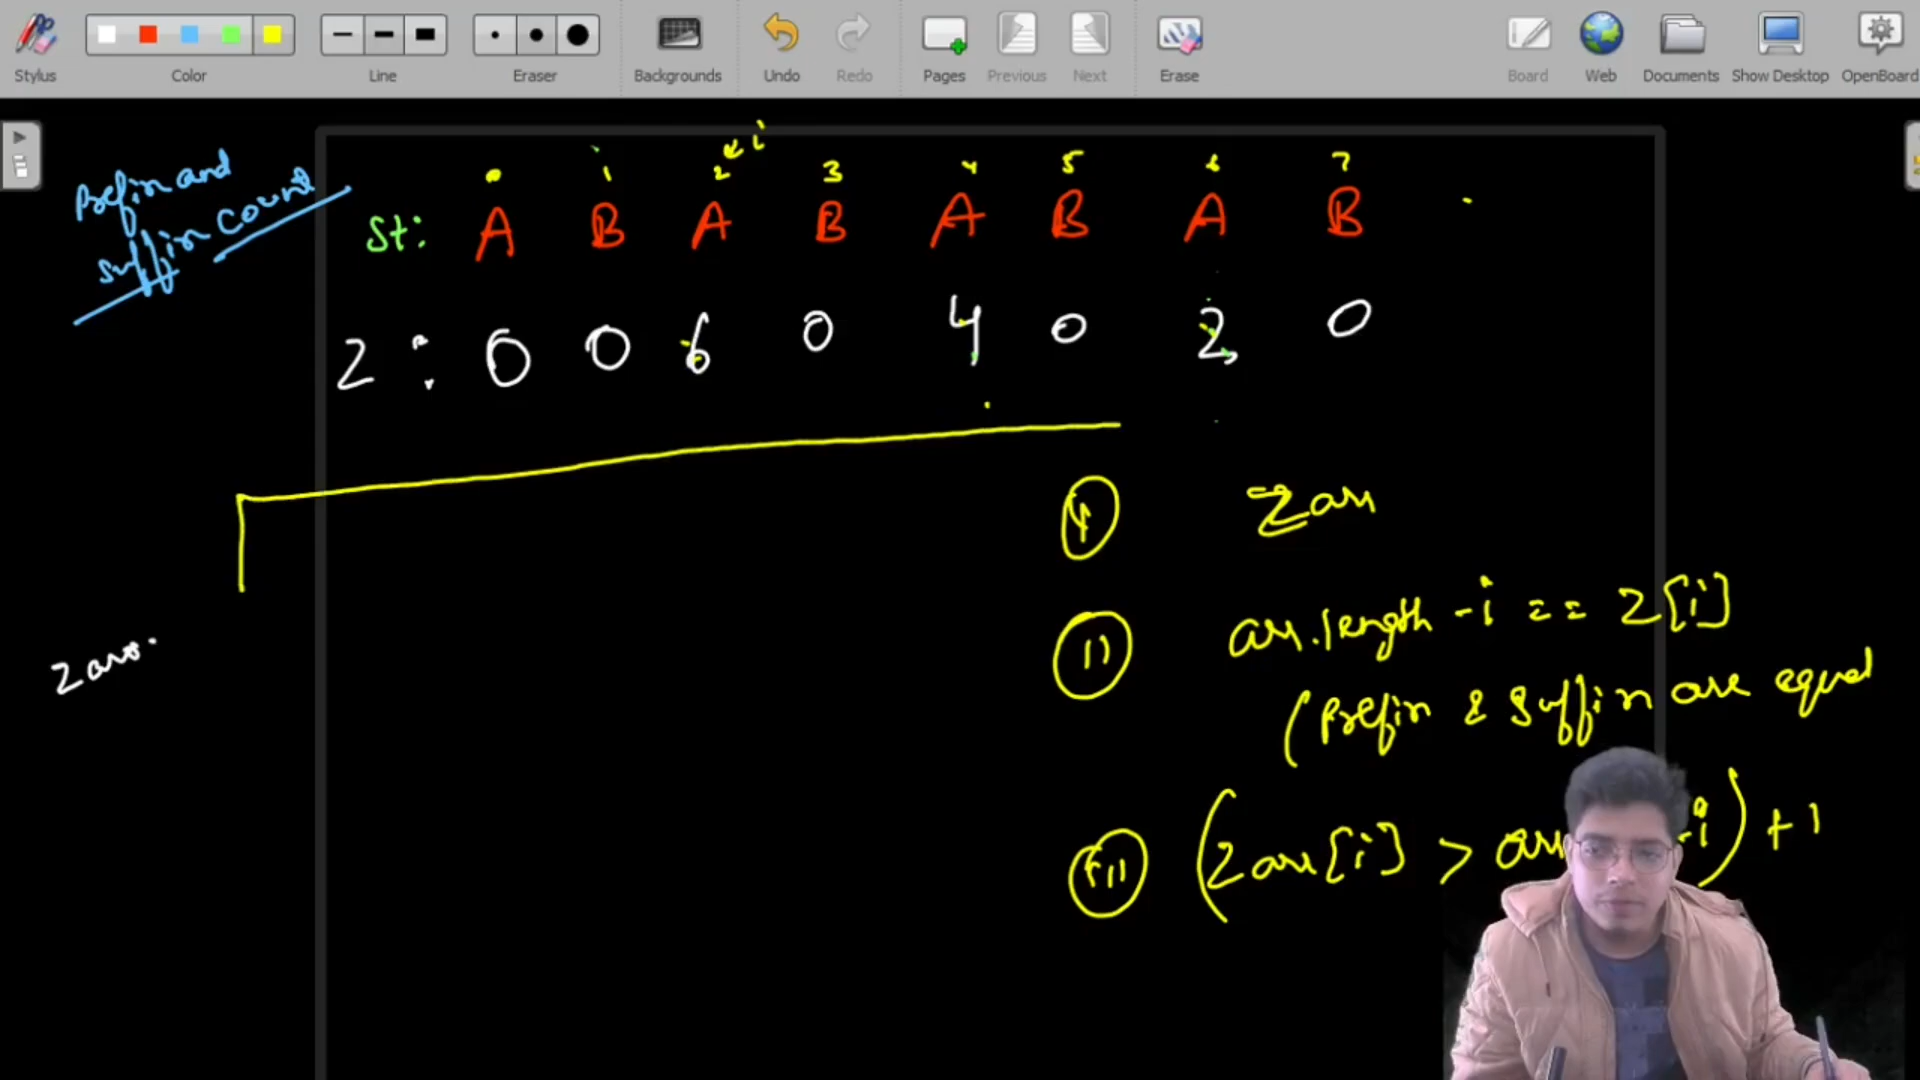 Stylus
Color
Line
Eraser
Backgrounds
Undo
Redo
Pages
Previous
Next
Erase
Board
Web
Documents
Show Desktop
OpenBoard
Prefix and
suffix count
i
0 1 2 3 4 5 6 7
St: A B A B A B A B
Z : 0 0 6 0 4 0 2 0
I Zarr
II arr.length - i == Z[i]
(Prefix & Suffix are equal
Zarr
III (Zarr[i] > arr -i) + 1